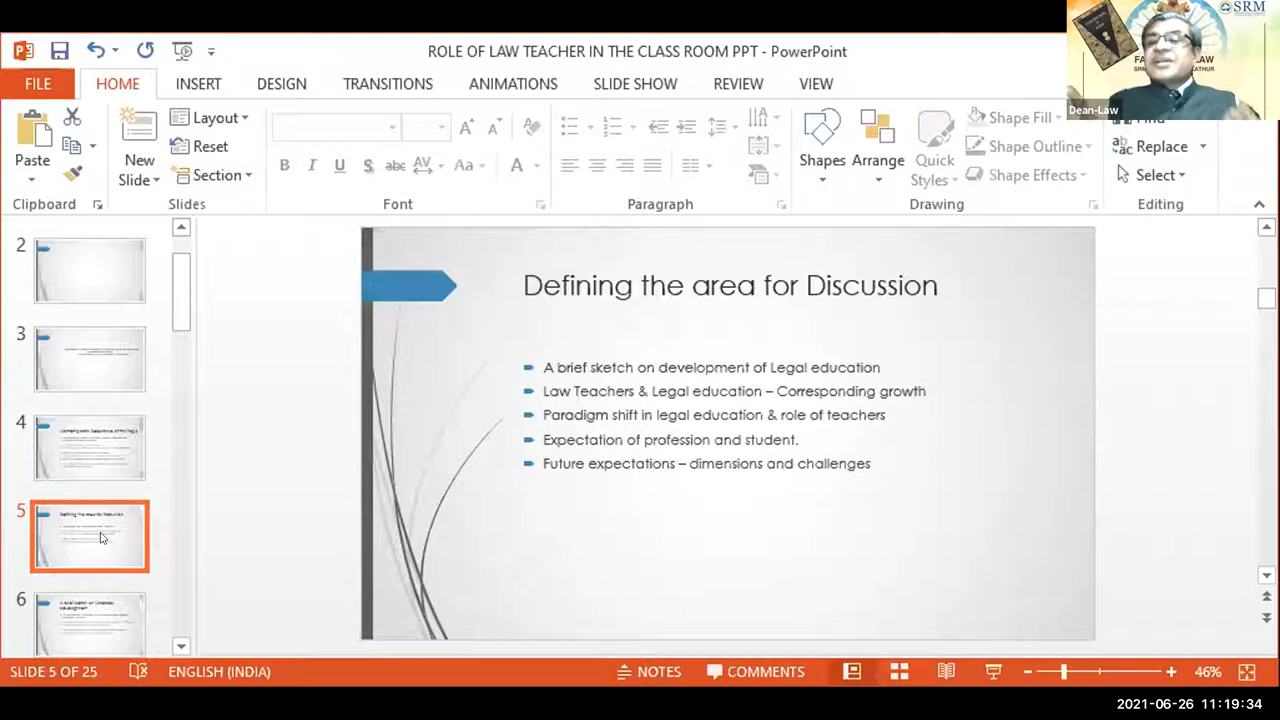 SRM
ROLE OF LAW TEACHER IN THE CLASS ROOM PPT - PowerPoint
Dean-Law
FILE HOME INSERT DESIGN TRANSITIONS ANIMATIONS SLIDE SHOW REVIEW VIEW
Layout
Find
Paste
New
Slide
Reset
Section
B I U S abc AV Aa A
Shapes
Arrange
Quick
Styles
Shape Fill
Shape Outline
Shape Effects
Replace
Select
Clipboard Slides Font Paragraph Drawing Editing
2
3
4
5
6
Defining the area for Discussion
A brief sketch on development of Legal education
Law Teachers & Legal education – Corresponding growth
Paradigm shift in legal education & role of teachers
Expectation of profession and student.
Future expectations – dimensions and challenges
SLIDE 5 OF 25 ENGLISH (INDIA) NOTES COMMENTS 46%
2021-06-26 11:19:34